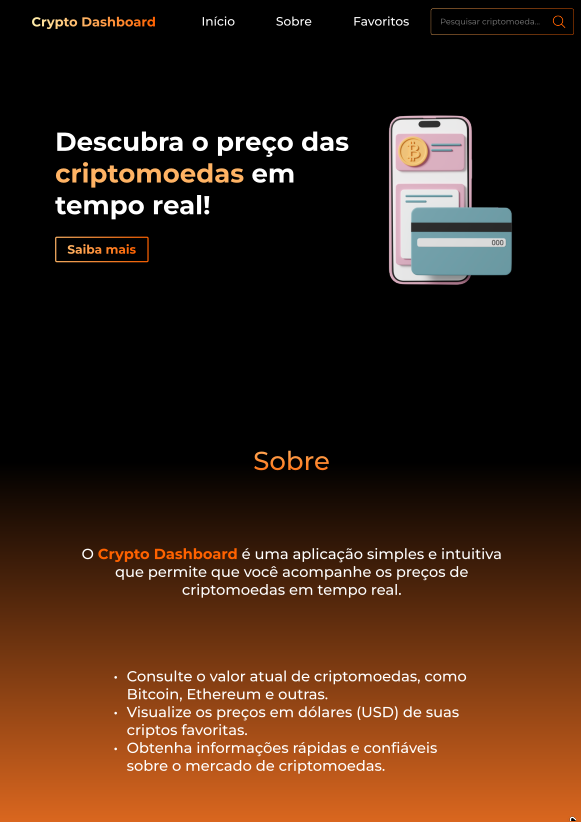 Crypto Dashboard
Início
Sobre
Favoritos
Pesquisar criptomoeda...
Descubra o preço das
criptomoedas em
tempo real!
Saiba mais
000
Sobre
O Crypto Dashboard é uma aplicação simples e intuitiva
que permite que você acompanhe os preços de
criptomoedas em tempo real.
• Consulte o valor atual de criptomoedas, como
Bitcoin, Ethereum e outras.
• Visualize os preços em dólares (USD) de suas
criptos favoritas.
• Obtenha informações rápidas e confiáveis
sobre o mercado de criptomoedas.